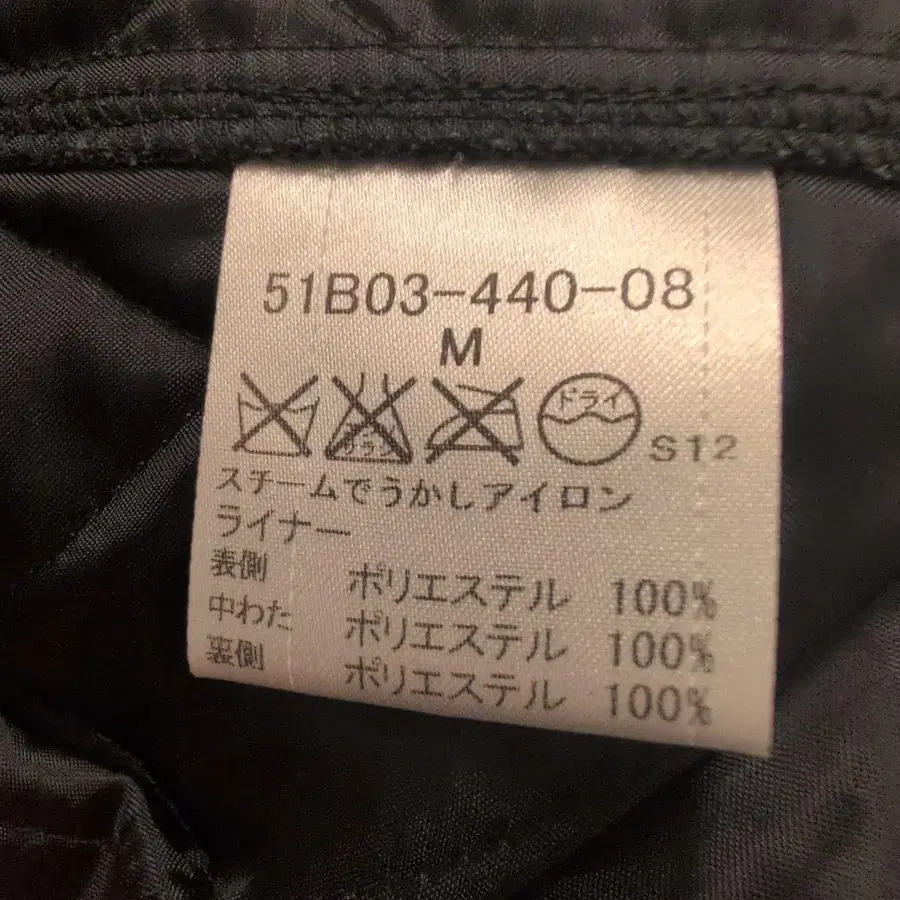 51B03-440-08
M
ドライ
S12
スチームでうかしアイロン
ライナー
表側 ポリエステル 100%
中わた ポリエステル 100%
裏側 ポリエステル 100%